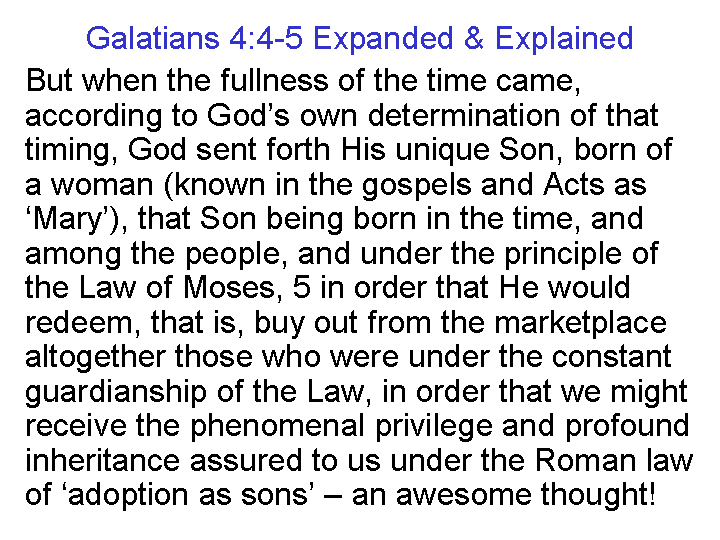 Galatians 4:4-5 Expanded & Explained
But when the fullness of the time came,
according to God’s own determination of that
timing, God sent forth His unique Son, born of
a woman (known in the gospels and Acts as
‘Mary’), that Son being born in the time, and
among the people, and under the principle of
the Law of Moses, 5 in order that He would
redeem, that is, buy out from the marketplace
altogether those who were under the constant
guardianship of the Law, in order that we might
receive the phenomenal privilege and profound
inheritance assured to us under the Roman law
of ‘adoption as sons’ – an awesome thought!